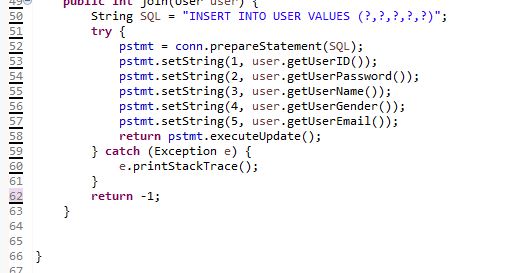 49 public int join(User user) {
50 String SQL = "INSERT INTO USER VALUES (?,?,?,?,?)";
51 try {
52 pstmt = conn.prepareStatement(SQL);
53 pstmt.setString(1, user.getUserID());
54 pstmt.setString(2, user.getUserPassword());
55 pstmt.setString(3, user.getUserName());
56 pstmt.setString(4, user.getUserGender());
57 pstmt.setString(5, user.getUserEmail());
58 return pstmt.executeUpdate();
59 } catch (Exception e) {
60 e.printStackTrace();
61 }
62 return -1;
63 }
64
65
66 }
67